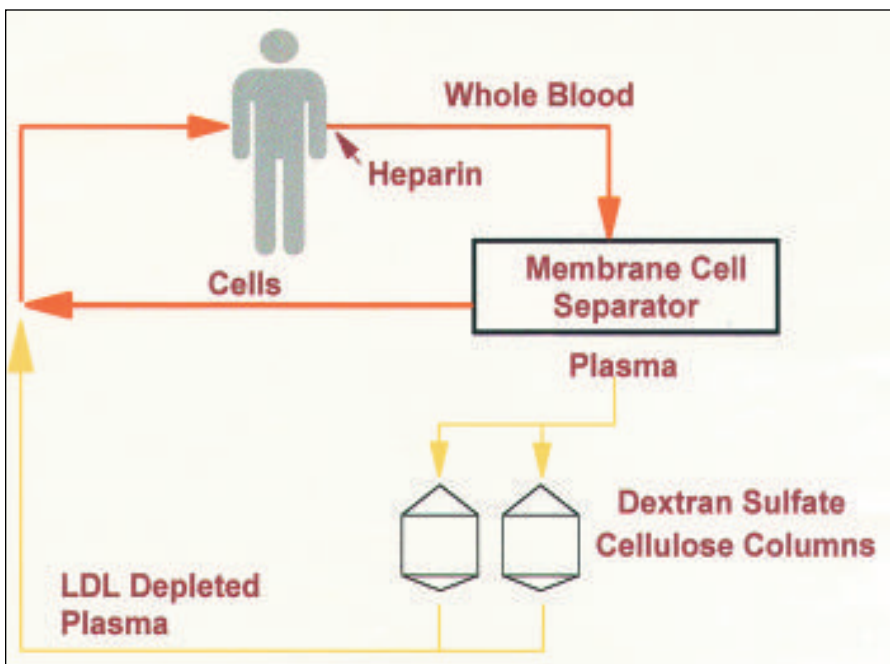 Whole Blood
Heparin
Membrane Cell
Separator
Cells
Plasma
Dextran Sulfate
Cellulose Columns
LDL Depleted
Plasma